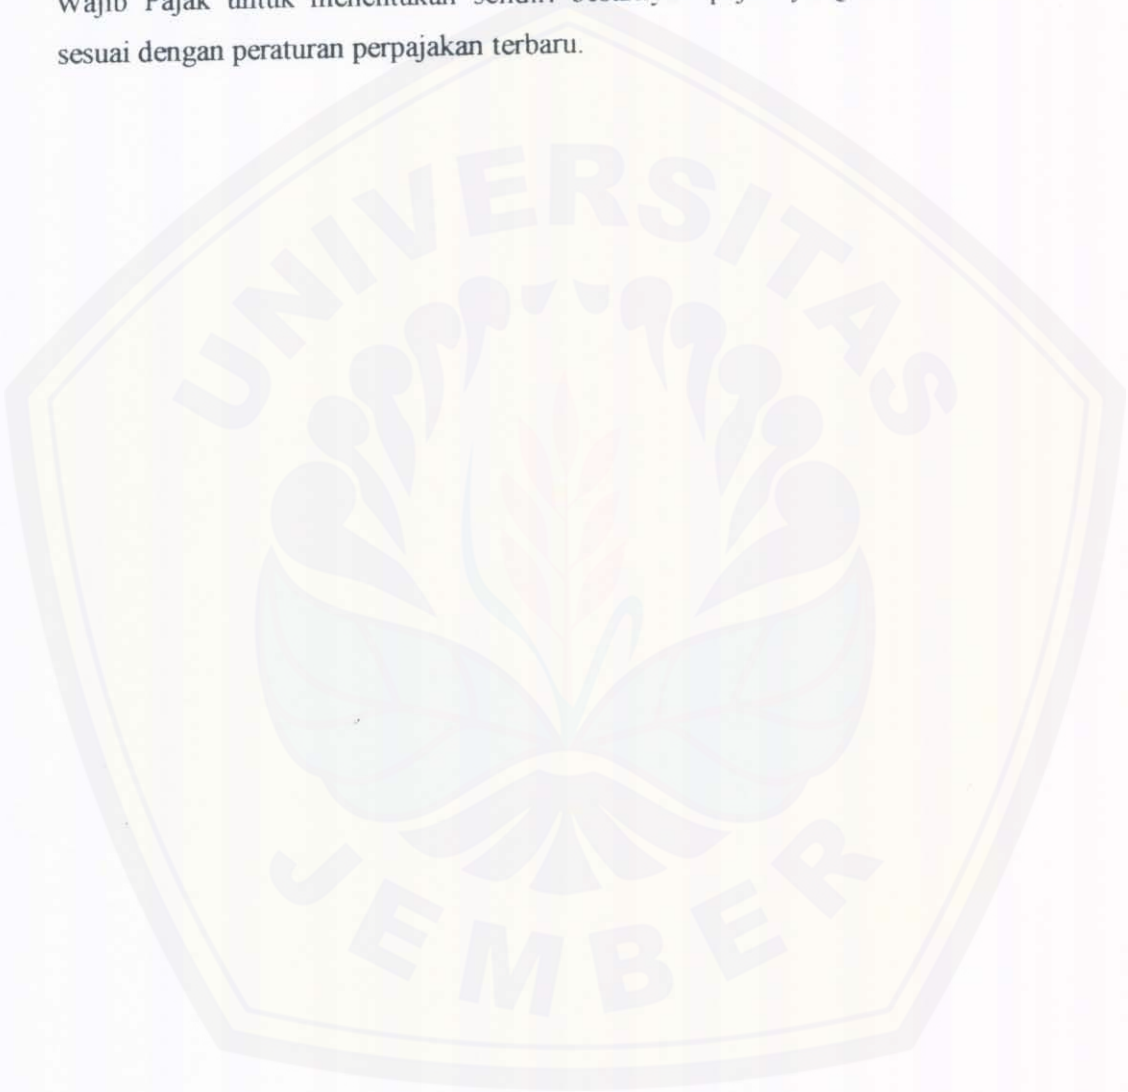 Wajib Pajak untuk menentukan sendiri
sesuai dengan peraturan perpajakan terbaru.
UNIVERSITAS
JEMBER